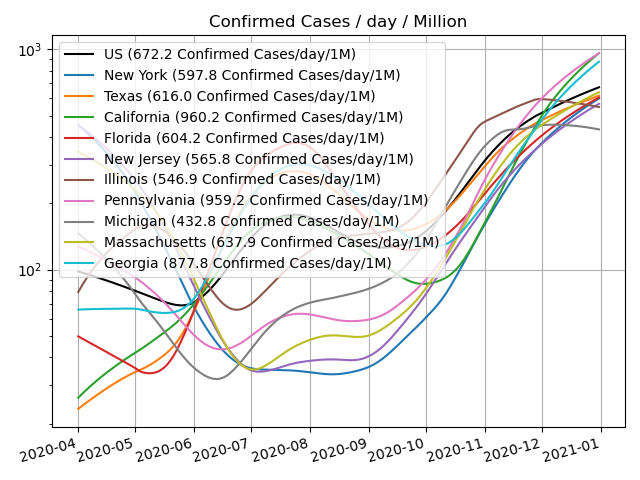 Confirmed Cases / day / Million
10³
US (672.2 Confirmed Cases/day/1M)
New York (597.8 Confirmed Cases/day/1M)
Texas (616.0 Confirmed Cases/day/1M)
California (960.2 Confirmed Cases/day/1M)
Florida (604.2 Confirmed Cases/day/1M)
New Jersey (565.8 Confirmed Cases/day/1M)
Illinois (546.9 Confirmed Cases/day/1M)
Pennsylvania (959.2 Confirmed Cases/day/1M)
Michigan (432.8 Confirmed Cases/day/1M)
Massachusetts (637.9 Confirmed Cases/day/1M)
Georgia (877.8 Confirmed Cases/day/1M)
10²
2020-04 2020-05 2020-06 2020-07 2020-08 2020-09 2020-10 2020-11 2020-12 2021-01